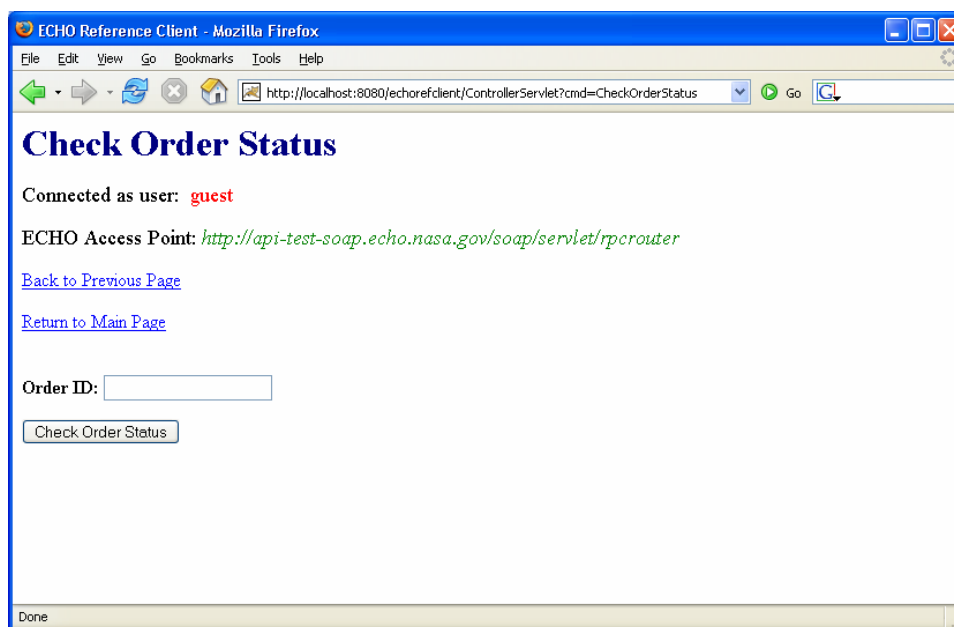 ECHO Reference Client - Mozilla Firefox
File Edit View Go Bookmarks Tools Help
http://localhost:8080/echorefclient/ControllerServlet?cmd=CheckOrderStatus Go G
Check Order Status
Connected as user: guest
ECHO Access Point: http://api-test-soap.echo.nasa.gov/soap/servlet/rpcrouter
Back to Previous Page
Return to Main Page
Order ID:
Check Order Status
Done